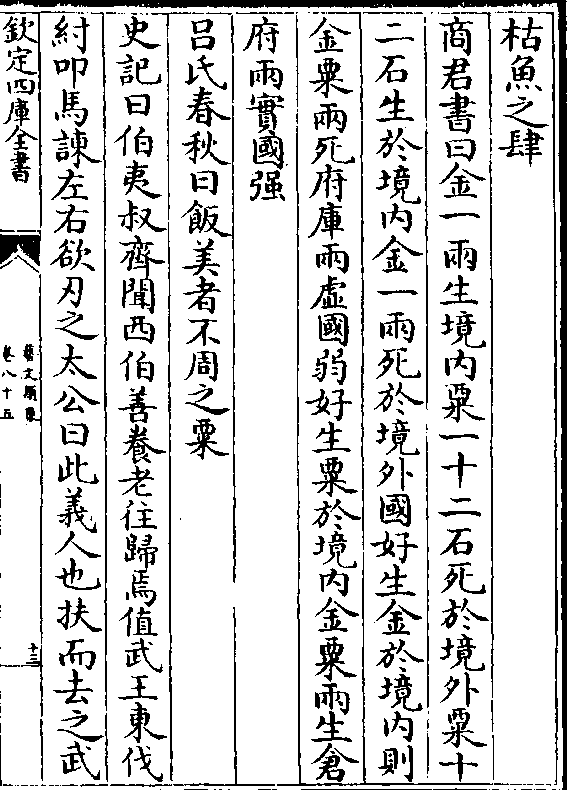 枯魚之肆
商君書曰金一兩生境内粟一十二石死於境外粟十
二石生於境内金一兩死於境外國好生金於境内則
金粟兩死府庫兩虛國弱好生粟於境内金粟兩生倉
府兩實國强
吕氏春秋曰飯美者不周之粟
史記曰伯夷叔齊聞西伯善養老往歸焉值武王東伐
紂叩馬諫左右欲刃之太公曰此義人也扶而去之武
欽定四庫全書
藝文類聚
卷八十五
十三